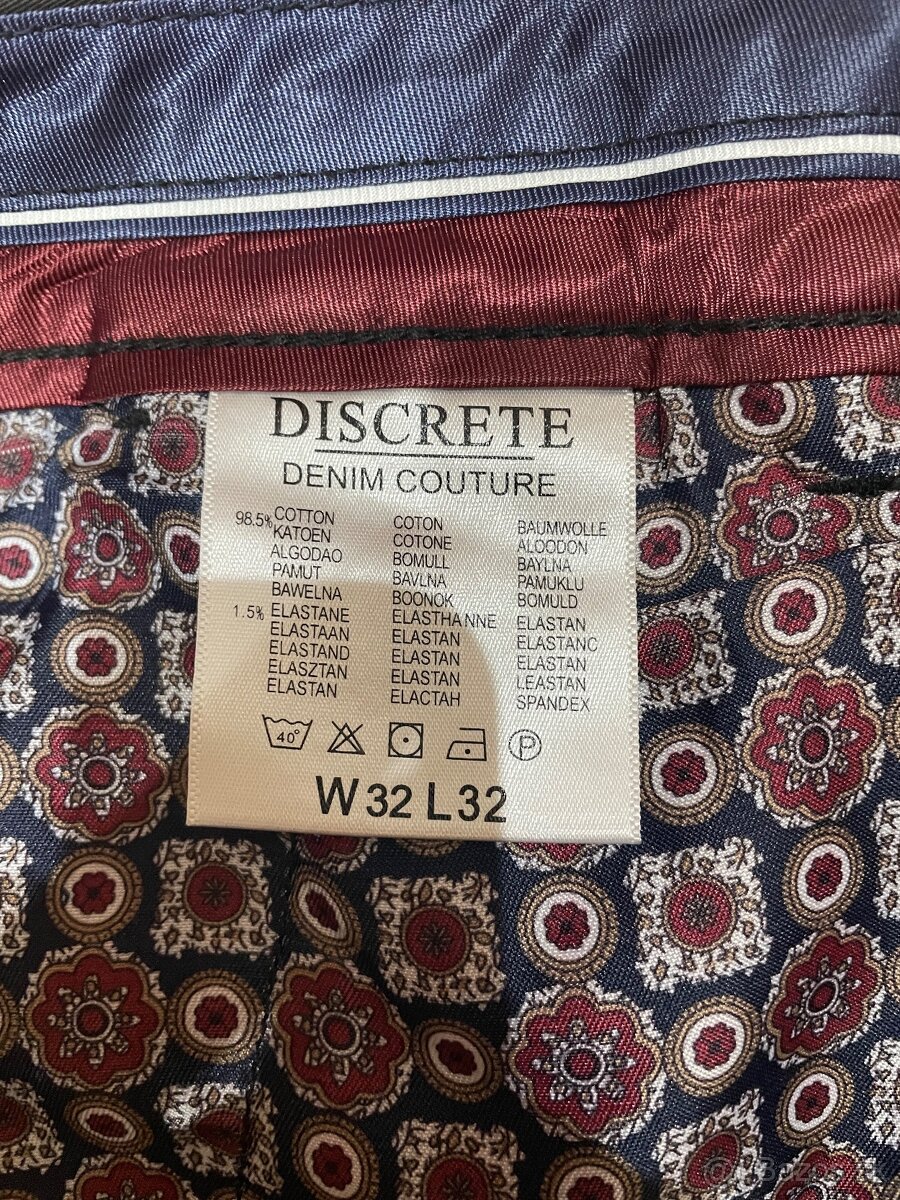 DISCRETE
DENIM COUTURE
98.5% COTTON COTON BAUMWOLLE
KATOEN COTONE ALOODON
ALGODAO BOMULL BAYLNA
PAMUT BAVLNA PAMUKLU
BAWELNA BOONOK BOMULD
1.5% ELASTANE ELASTHANNE ELASTAN
ELASTAAN ELASTAN ELASTANC
ELASTAND ELASTAN ELASTAN
ELASZTAN ELASTAN LEASTAN
ELASTAN ELACTAH SPANDEX
40° P
W32 L32